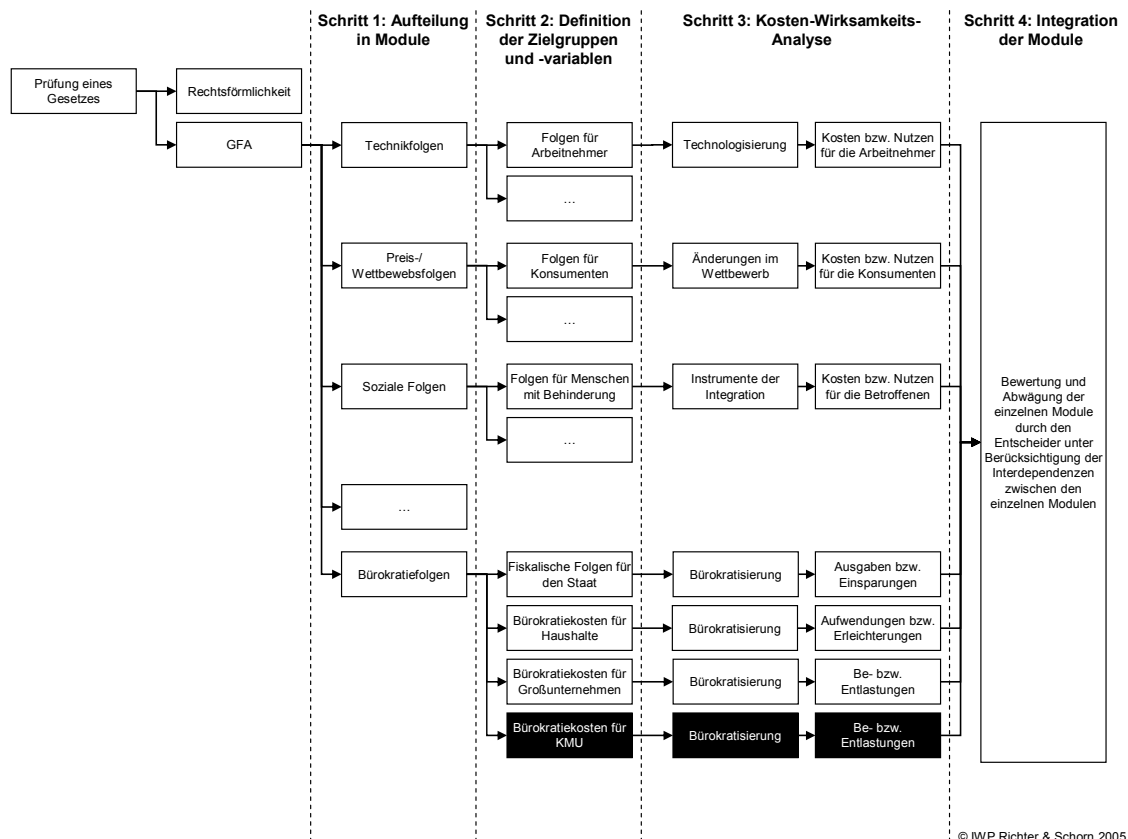 Schritt 1: Aufteilung
in Module
Schritt 2: Definition
der Zielgruppen
und -variablen
Schritt 3: Kosten-Wirksamkeits-
Analyse
Schritt 4: Integration
der Module
Prüfung eines
Gesetzes
Rechtsförmlichkeit
GFA
Technikfolgen
Folgen für
Arbeitnehmer
Technologisierung
Kosten bzw. Nutzen
für die Arbeitnehmer
…
Preis-/
Wettbewebsfolgen
Folgen für
Konsumenten
Änderungen im
Wettbewerb
Kosten bzw. Nutzen
für die Konsumenten
…
Soziale Folgen
Folgen für Menschen
mit Behinderung
Instrumente der
Integration
Kosten bzw. Nutzen
für die Betroffenen
…
…
Bürokratiefolgen
Fiskalische Folgen für
den Staat
Bürokratisierung
Ausgaben bzw.
Einsparungen
Bürokratiekosten für
Haushalte
Bürokratisierung
Aufwendungen bzw.
Erleichterungen
Bürokratiekosten für
Großunternehmen
Bürokratisierung
Be- bzw.
Entlastungen
Bürokratiekosten für
KMU
Bürokratisierung
Be- bzw.
Entlastungen
Bewertung und
Abwägung der
einzelnen Module
durch den
Entscheider unter
Berücksichtigung der
Interdependenzen
zwischen den
einzelnen Modulen
© IWP Richter & Schorn 2005